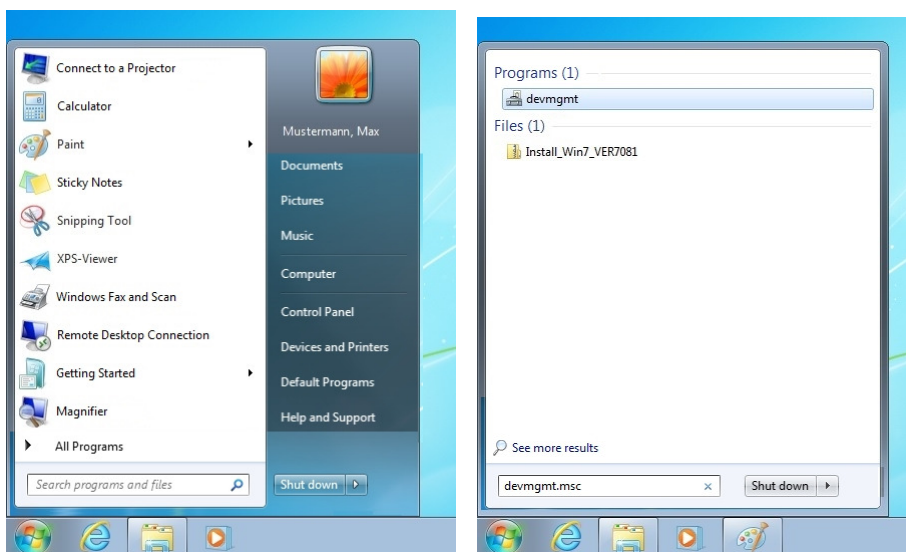 Connect to a Projector
Calculator
Paint
Sticky Notes
Snipping Tool
XPS-Viewer
Windows Fax and Scan
Remote Desktop Connection
Getting Started
Magnifier
All Programs
Search programs and files
Mustermann, Max
Documents
Pictures
Music
Computer
Control Panel
Devices and Printers
Default Programs
Help and Support
Shut down
Programs (1)
devmgmt
Files (1)
Install_Win7_VER7081
See more results
devmgmt.msc
Shut down